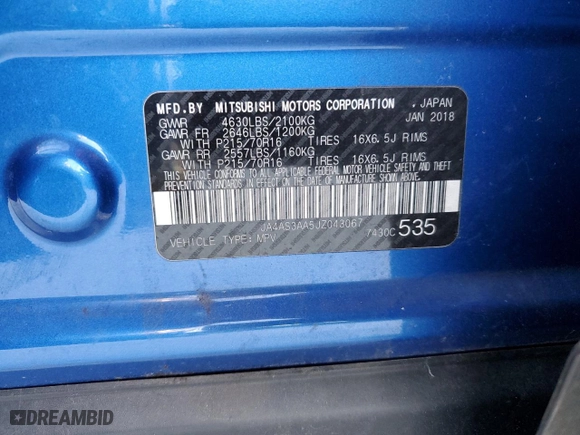 MFD.BY MITSUBISHI MOTORS CORPORATION . JAPAN
GVWR 4630LBS/2100KG JAN 2018
GAWR FR 2646LBS/1200KG
WITH P215/70R16 TIRES 16X6.5J RIMS
GAWR RR 2557LBS/1160KG
WITH P215/70R16 TIRES 16X6.5J RIMS
THIS VEHICLE CONFORMS TO ALL APPLICABLE FEDERAL MOTOR VEHICLE SAFETY AND THEFT
PREVENTION STANDARDS IN EFFECT ON THE DATE OF MANUFACTURE SHOWN ABOVE.
JA4AS3AA5JZ043067 7430C 535
VEHICLE TYPE: MPV
DREAMBID